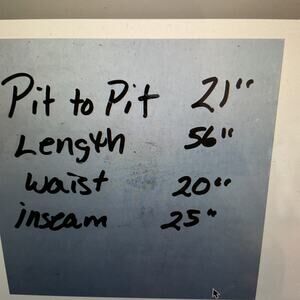 Pit to Pit 21"
Length 56"
waist 20"
inseam 25"